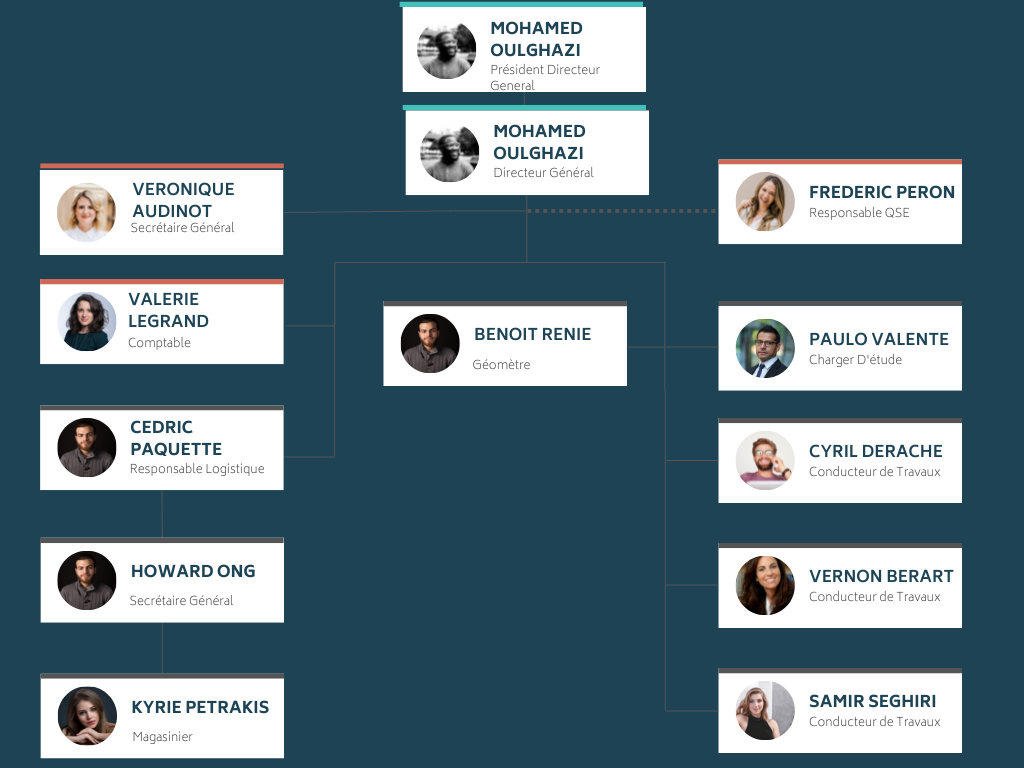 MOHAMED
OULGHAZI
Président Directeur
General
MOHAMED
OULGHAZI
Directeur Général
VERONIQUE
AUDINOT
Secrétaire Général
FREDERIC PERON
Responsable QSE
VALERIE
LEGRAND
Comptable
BENOIT RENIE
Géomètre
PAULO VALENTE
Charger D'étude
CEDRIC
PAQUETTE
Responsable Logistique
CYRIL DERACHE
Conducteur de Travaux
HOWARD ONG
Secrétaire Général
VERNON BERART
Conducteur de Travaux
KYRIE PETRAKIS
Magasinier
SAMIR SEGHIRI
Conducteur de Travaux